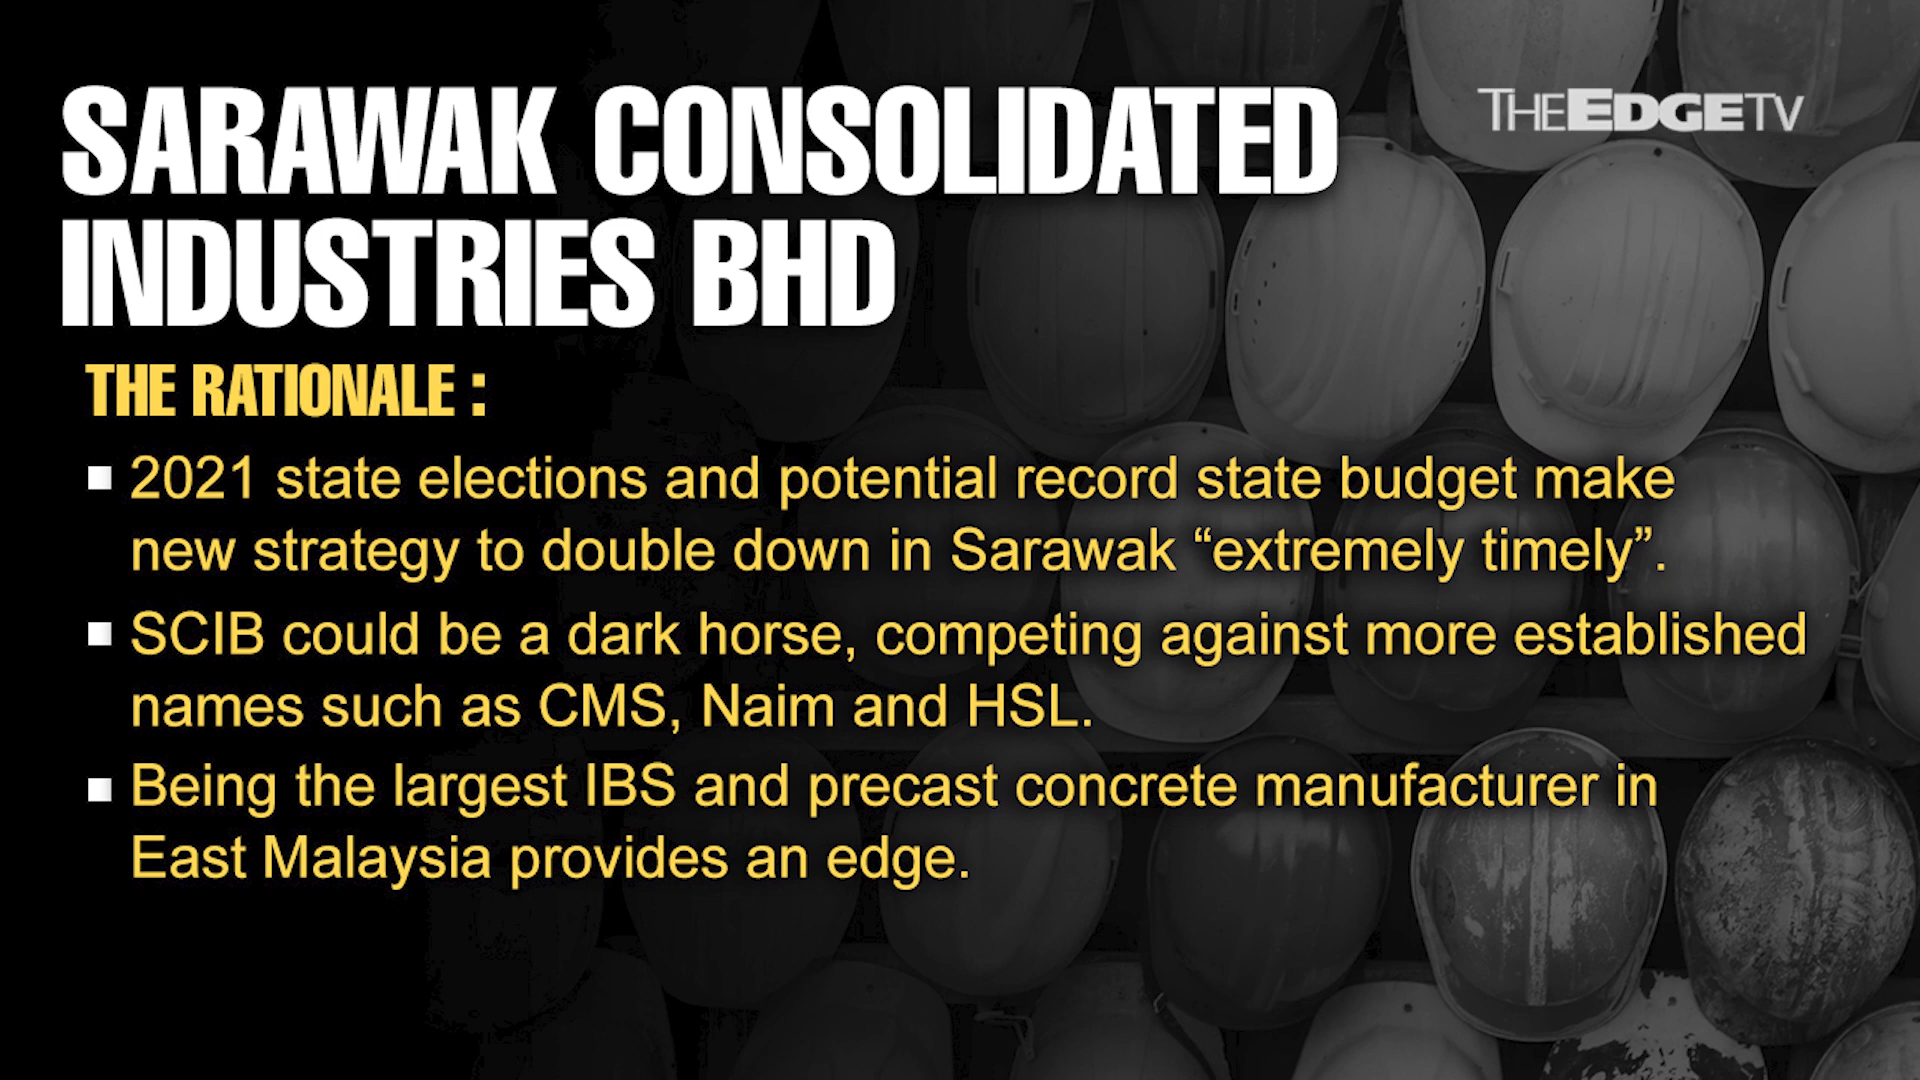 SARAWAK CONSOLIDATED
INDUSTRIES BHD
THEEDGETV
THE RATIONALE :
2021 state elections and potential record state budget make
new strategy to double down in Sarawak “extremely timely”.
SCIB could be a dark horse, competing against more established
names such as CMS, Naim and HSL.
Being the largest IBS and precast concrete manufacturer in
East Malaysia provides an edge.